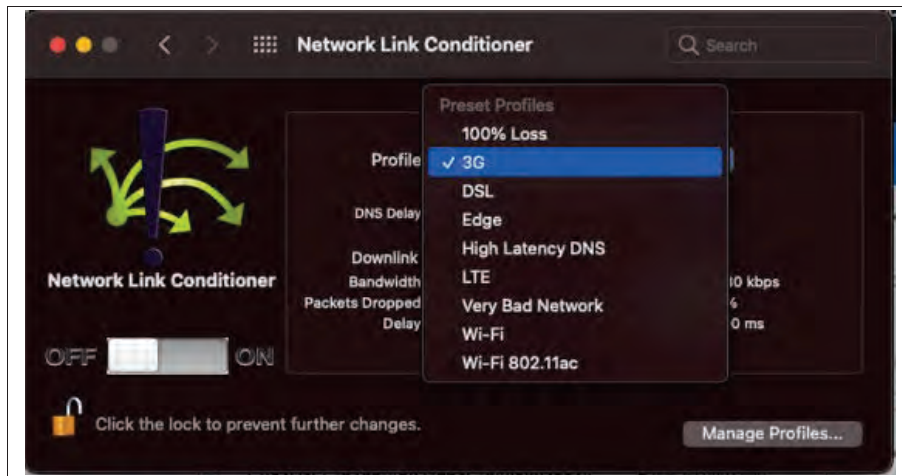 Network Link Conditioner
Search
Network Link Conditioner
OFF ON
Profile
DNS Delay
Downlink
Bandwidth
Packets Dropped
Delay
Preset Profiles
100% Loss
✓ 3G
DSL
Edge
High Latency DNS
LTE
Very Bad Network
Wi-Fi
Wi-Fi 802.11ac
kbps
ms
Click the lock to prevent further changes.
Manage Profiles...